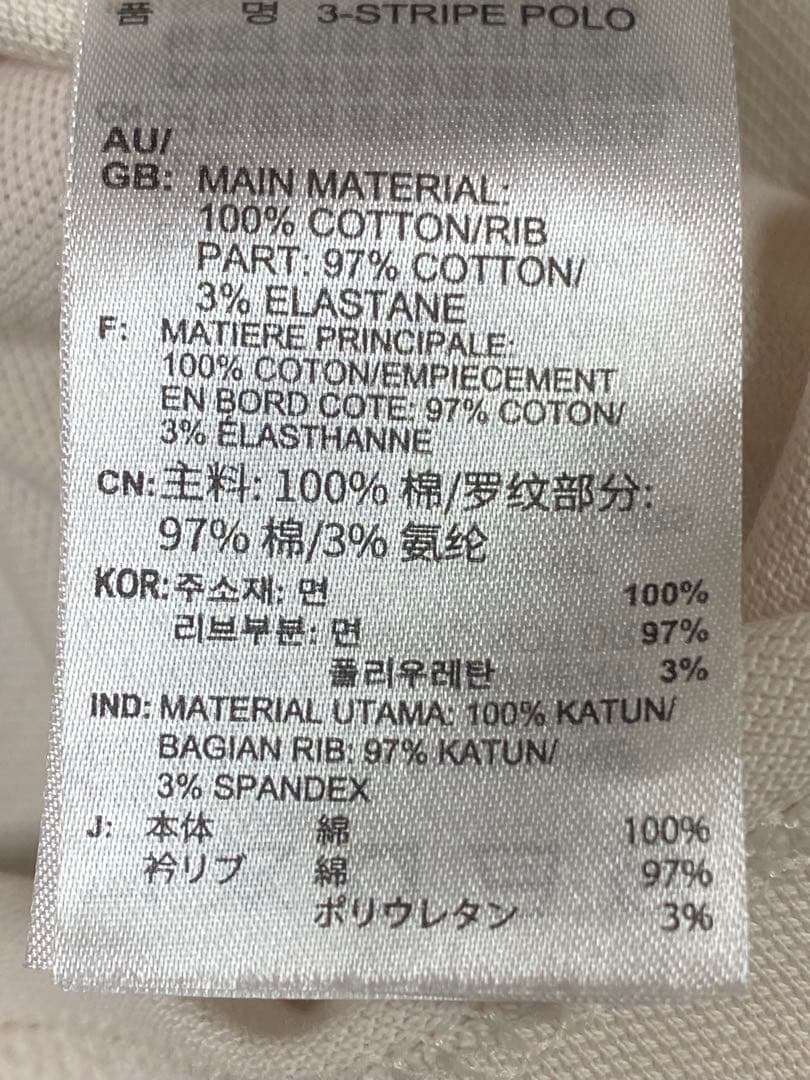 품 명 3-STRIPE POLO
AU/
GB: MAIN MATERIAL:
100% COTTON/RIB
PART: 97% COTTON/
3% ELASTANE
F: MATIERE PRINCIPALE:
100% COTON/EMPIECEMENT
EN BORD COTE: 97% COTON/
3% ÉLASTHANNE
CN: 主料: 100% 棉/罗纹部分:
97% 棉/3% 氨纶
KOR: 주소재: 면 100%
리브부분: 면 97%
폴리우레탄 3%
IND: MATERIAL UTAMA: 100% KATUN/
BAGIAN RIB: 97% KATUN/
3% SPANDEX
J: 本体 綿 100%
衿リブ 綿 97%
ポリウレタン 3%